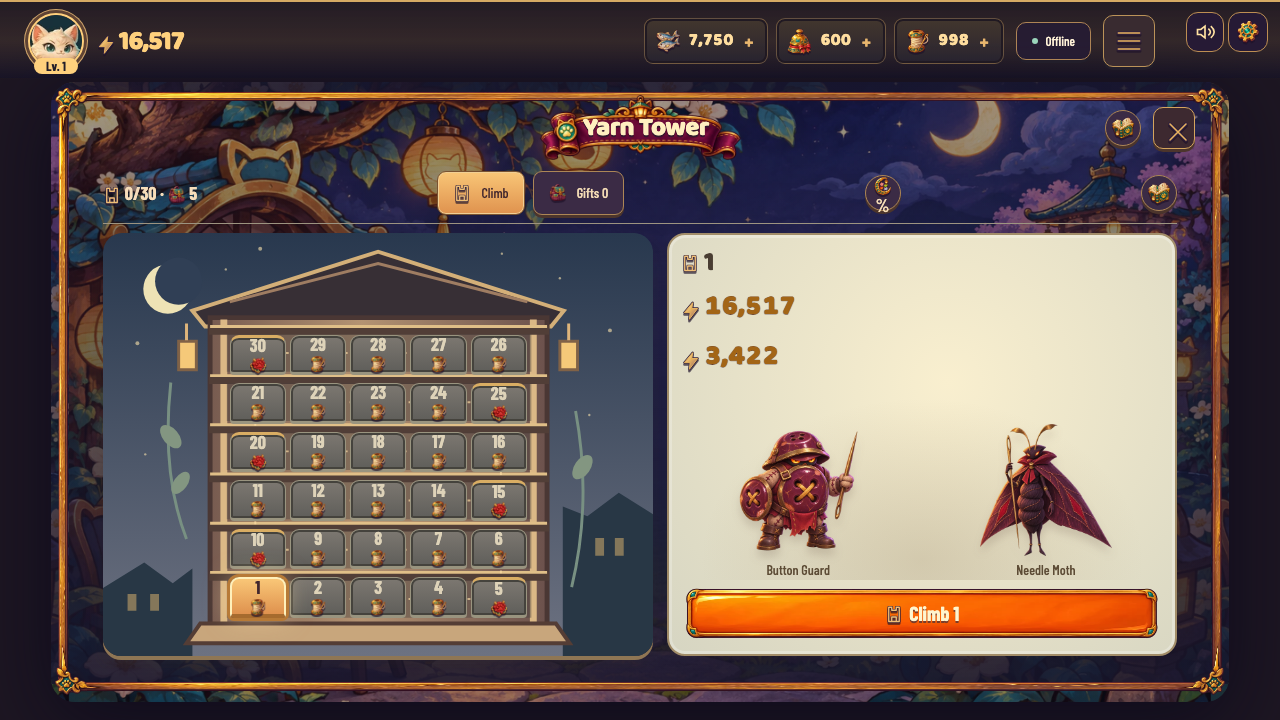 Lv. 1
16,517
7,750 +
600 +
998 +
Offline
Yarn Tower
0/30 · 5
Climb
Gifts 0
%
30 29 28 27 26
21 22 23 24 25
20 19 18 17 16
11 12 13 14 15
10 9 8 7 6
1 2 3 4 5
1
16,517
3,422
Button Guard
Needle Moth
Climb 1